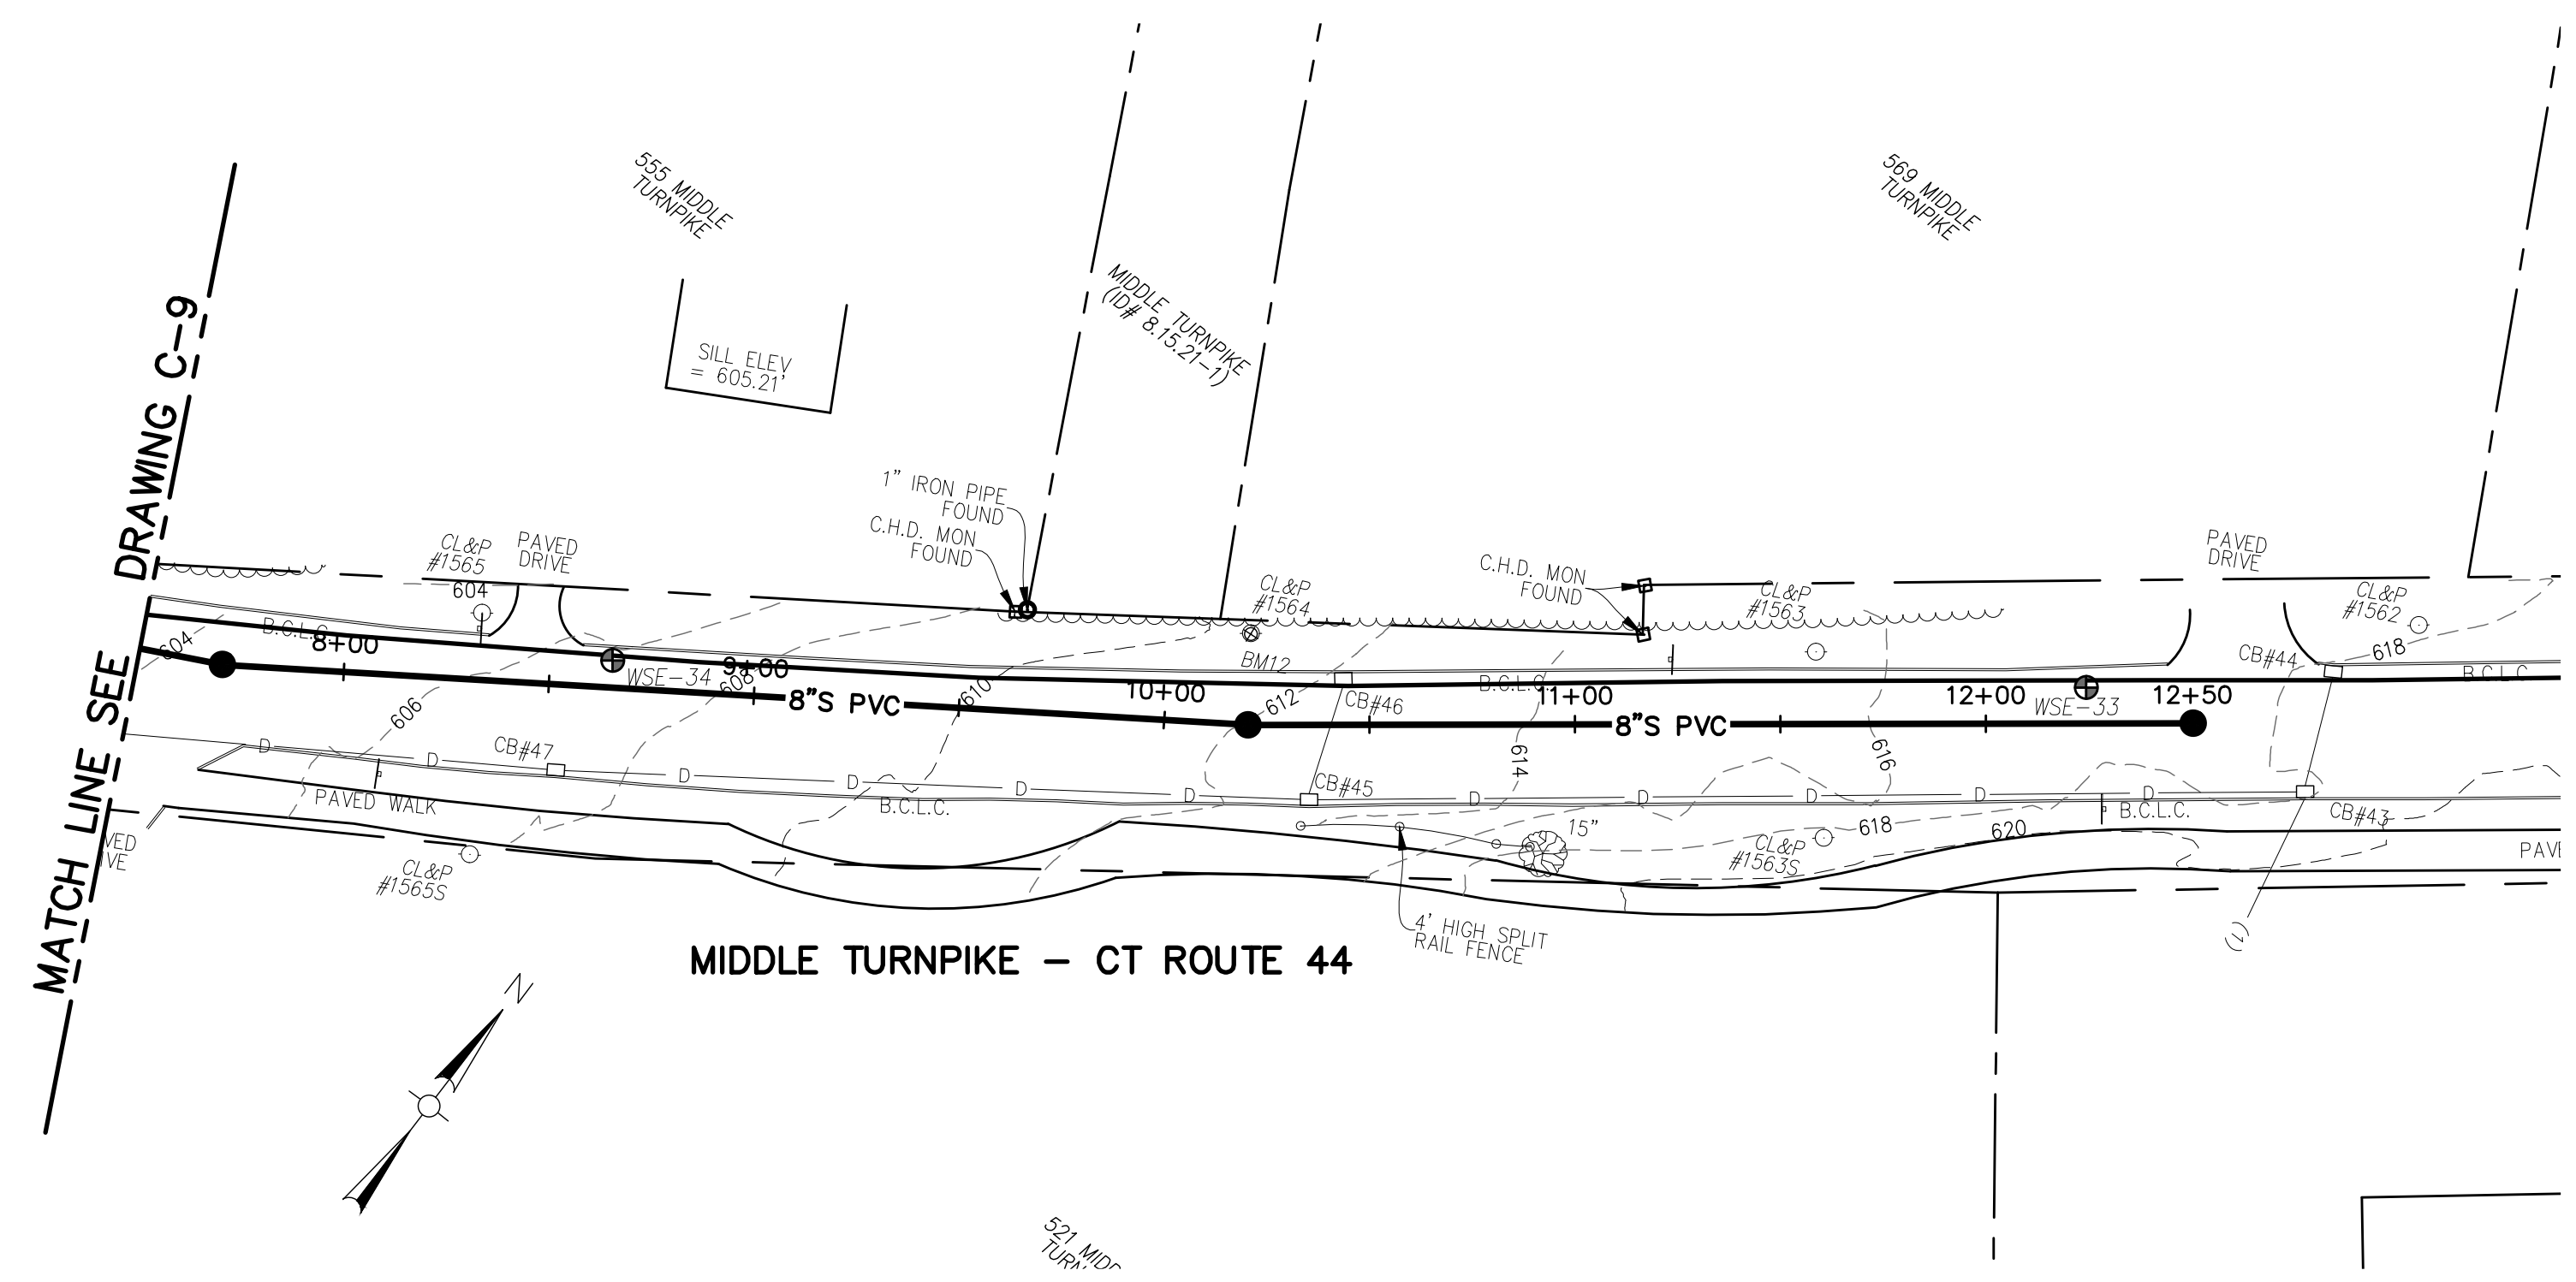 MATCH LINE SEE DRAWING C-9
555 MIDDLE
TURNPIKE
569 MIDDLE
TURNPIKE
MIDDLE TURNPIKE
(ID# 8.15.21-1)
SILL ELEV
= 605.21'
1" IRON PIPE
FOUND
C.H.D. MON
FOUND
CL&P
#1565
PAVED
DRIVE
604
CL&P
#1564
C.H.D. MON
FOUND
CL&P
#1563
PAVED
DRIVE
CL&P
#1562
604
B.C.L.C.
8+00
WSE-34
9+00
608
606
8"S PVC
610
10+00
BM12
612
CB#46
B.C.L.C.
11+00
8"S PVC
614
616
12+00
WSE-33
12+50
CB#44
618
B.C.L.C
D
D
CB#47
D
D
D
D
CB#45
D
D
D
D
D
B.C.L.C.
CB#43
PAVED WALK
B.C.L.C.
VED
IVE
CL&P
#1565S
15"
CL&P
#1563S
618
620
PAVE
4' HIGH SPLIT
RAIL FENCE
(7)
MIDDLE TURNPIKE - CT ROUTE 44
N
521 MIDD
TURN